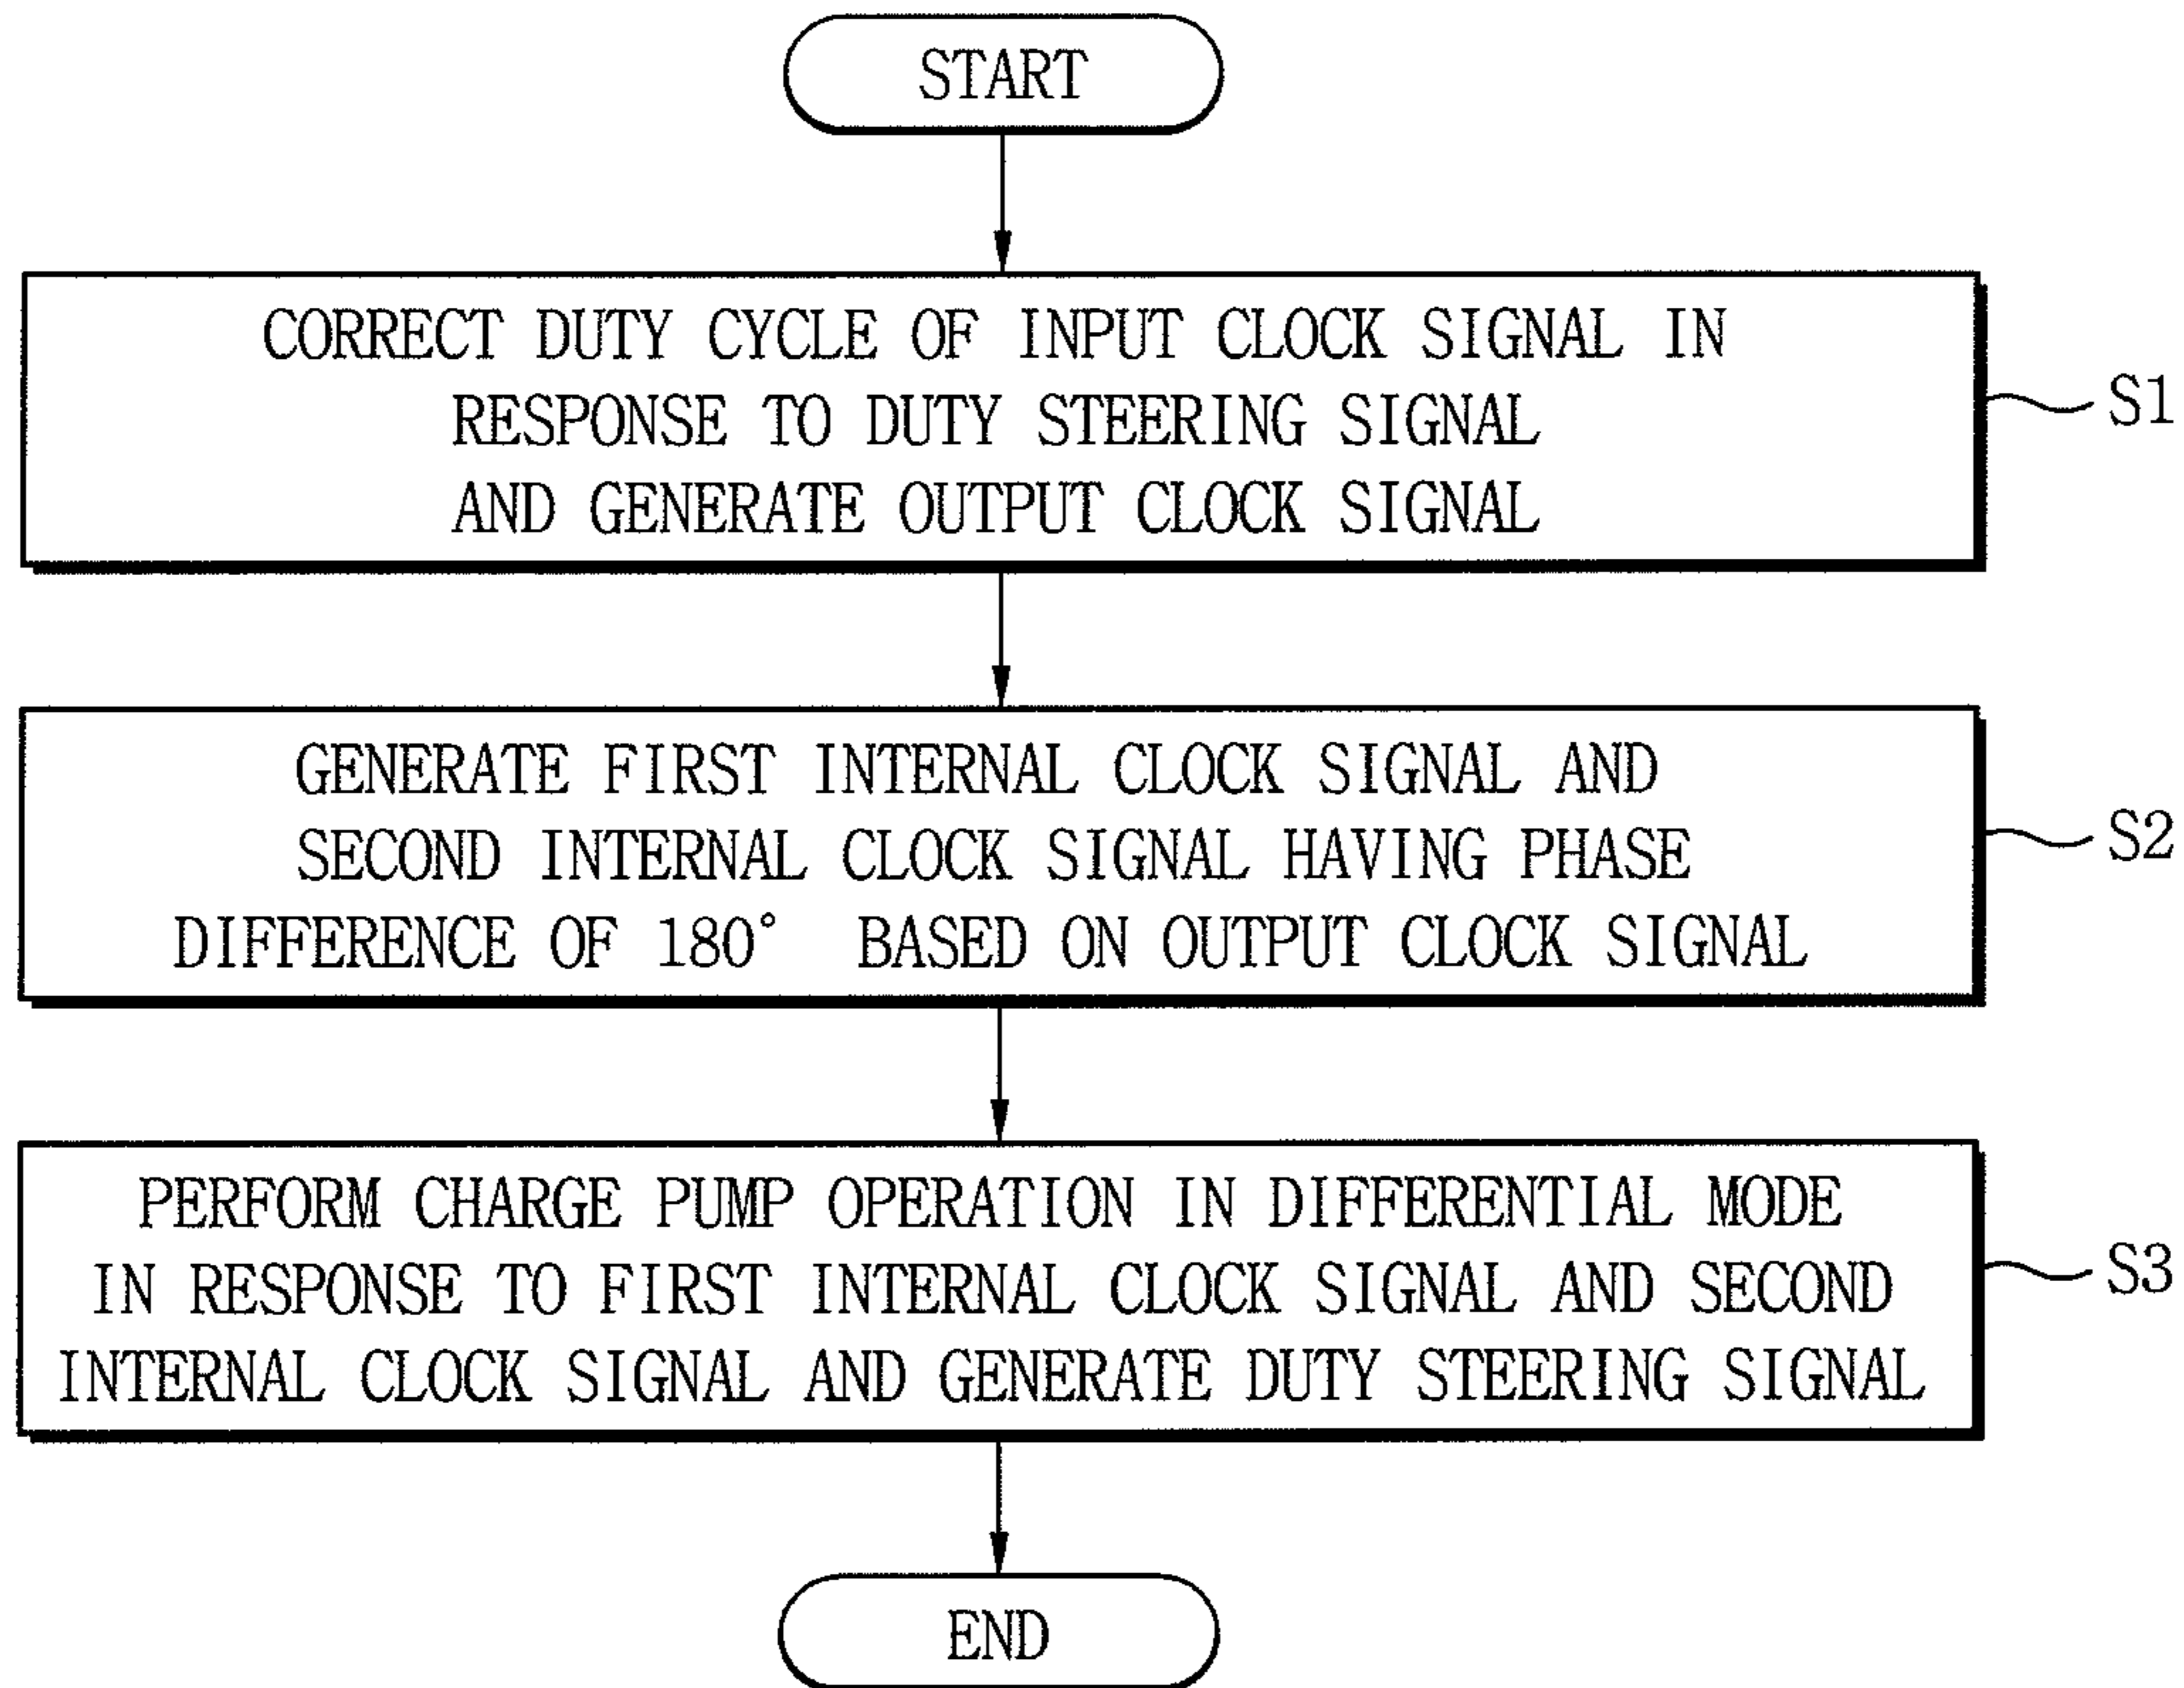 START
CORRECT DUTY CYCLE OF INPUT CLOCK SIGNAL IN
RESPONSE TO DUTY STEERING SIGNAL
AND GENERATE OUTPUT CLOCK SIGNAL
S1
GENERATE FIRST INTERNAL CLOCK SIGNAL AND
SECOND INTERNAL CLOCK SIGNAL HAVING PHASE
DIFFERENCE OF 180° BASED ON OUTPUT CLOCK SIGNAL
S2
PERFORM CHARGE PUMP OPERATION IN DIFFERENTIAL MODE
IN RESPONSE TO FIRST INTERNAL CLOCK SIGNAL AND SECOND
INTERNAL CLOCK SIGNAL AND GENERATE DUTY STEERING SIGNAL
S3
END